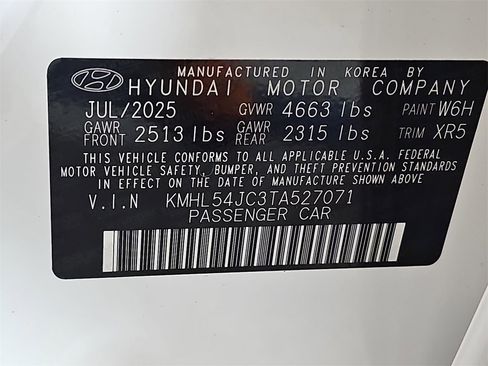 MANUFACTURED IN KOREA BY
HYUNDAI MOTOR COMPANY
JUL/2025 GVWR 4663 lbs PAINT W6H
GAWR FRONT 2513 lbs GAWR REAR 2315 lbs TRIM XR5
THIS VEHICLE CONFORMS TO ALL APPLICABLE U.S.A. FEDERAL
MOTOR VEHICLE SAFETY, BUMPER, AND THEFT PREVENTION STANDARDS
IN EFFECT ON THE DATE OF MANUFACTURE SHOWN ABOVE.
V.I.N KMHL54JC3TA527071
PASSENGER CAR